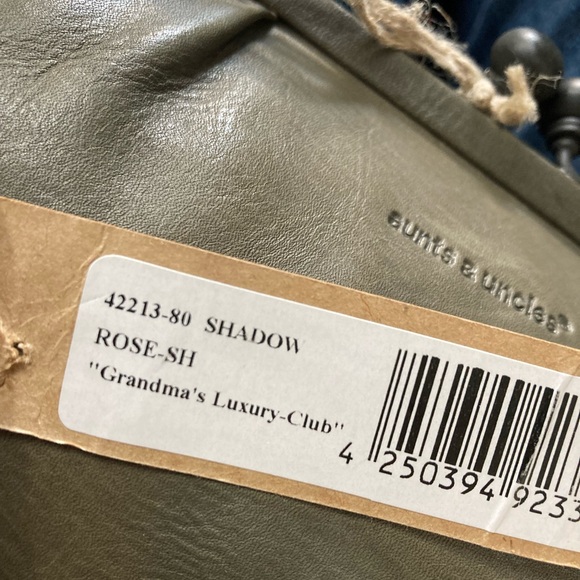 aunts & uncles®
42213-80 SHADOW
ROSE-SH
"Grandma's Luxury-Club"
4 250394 9233